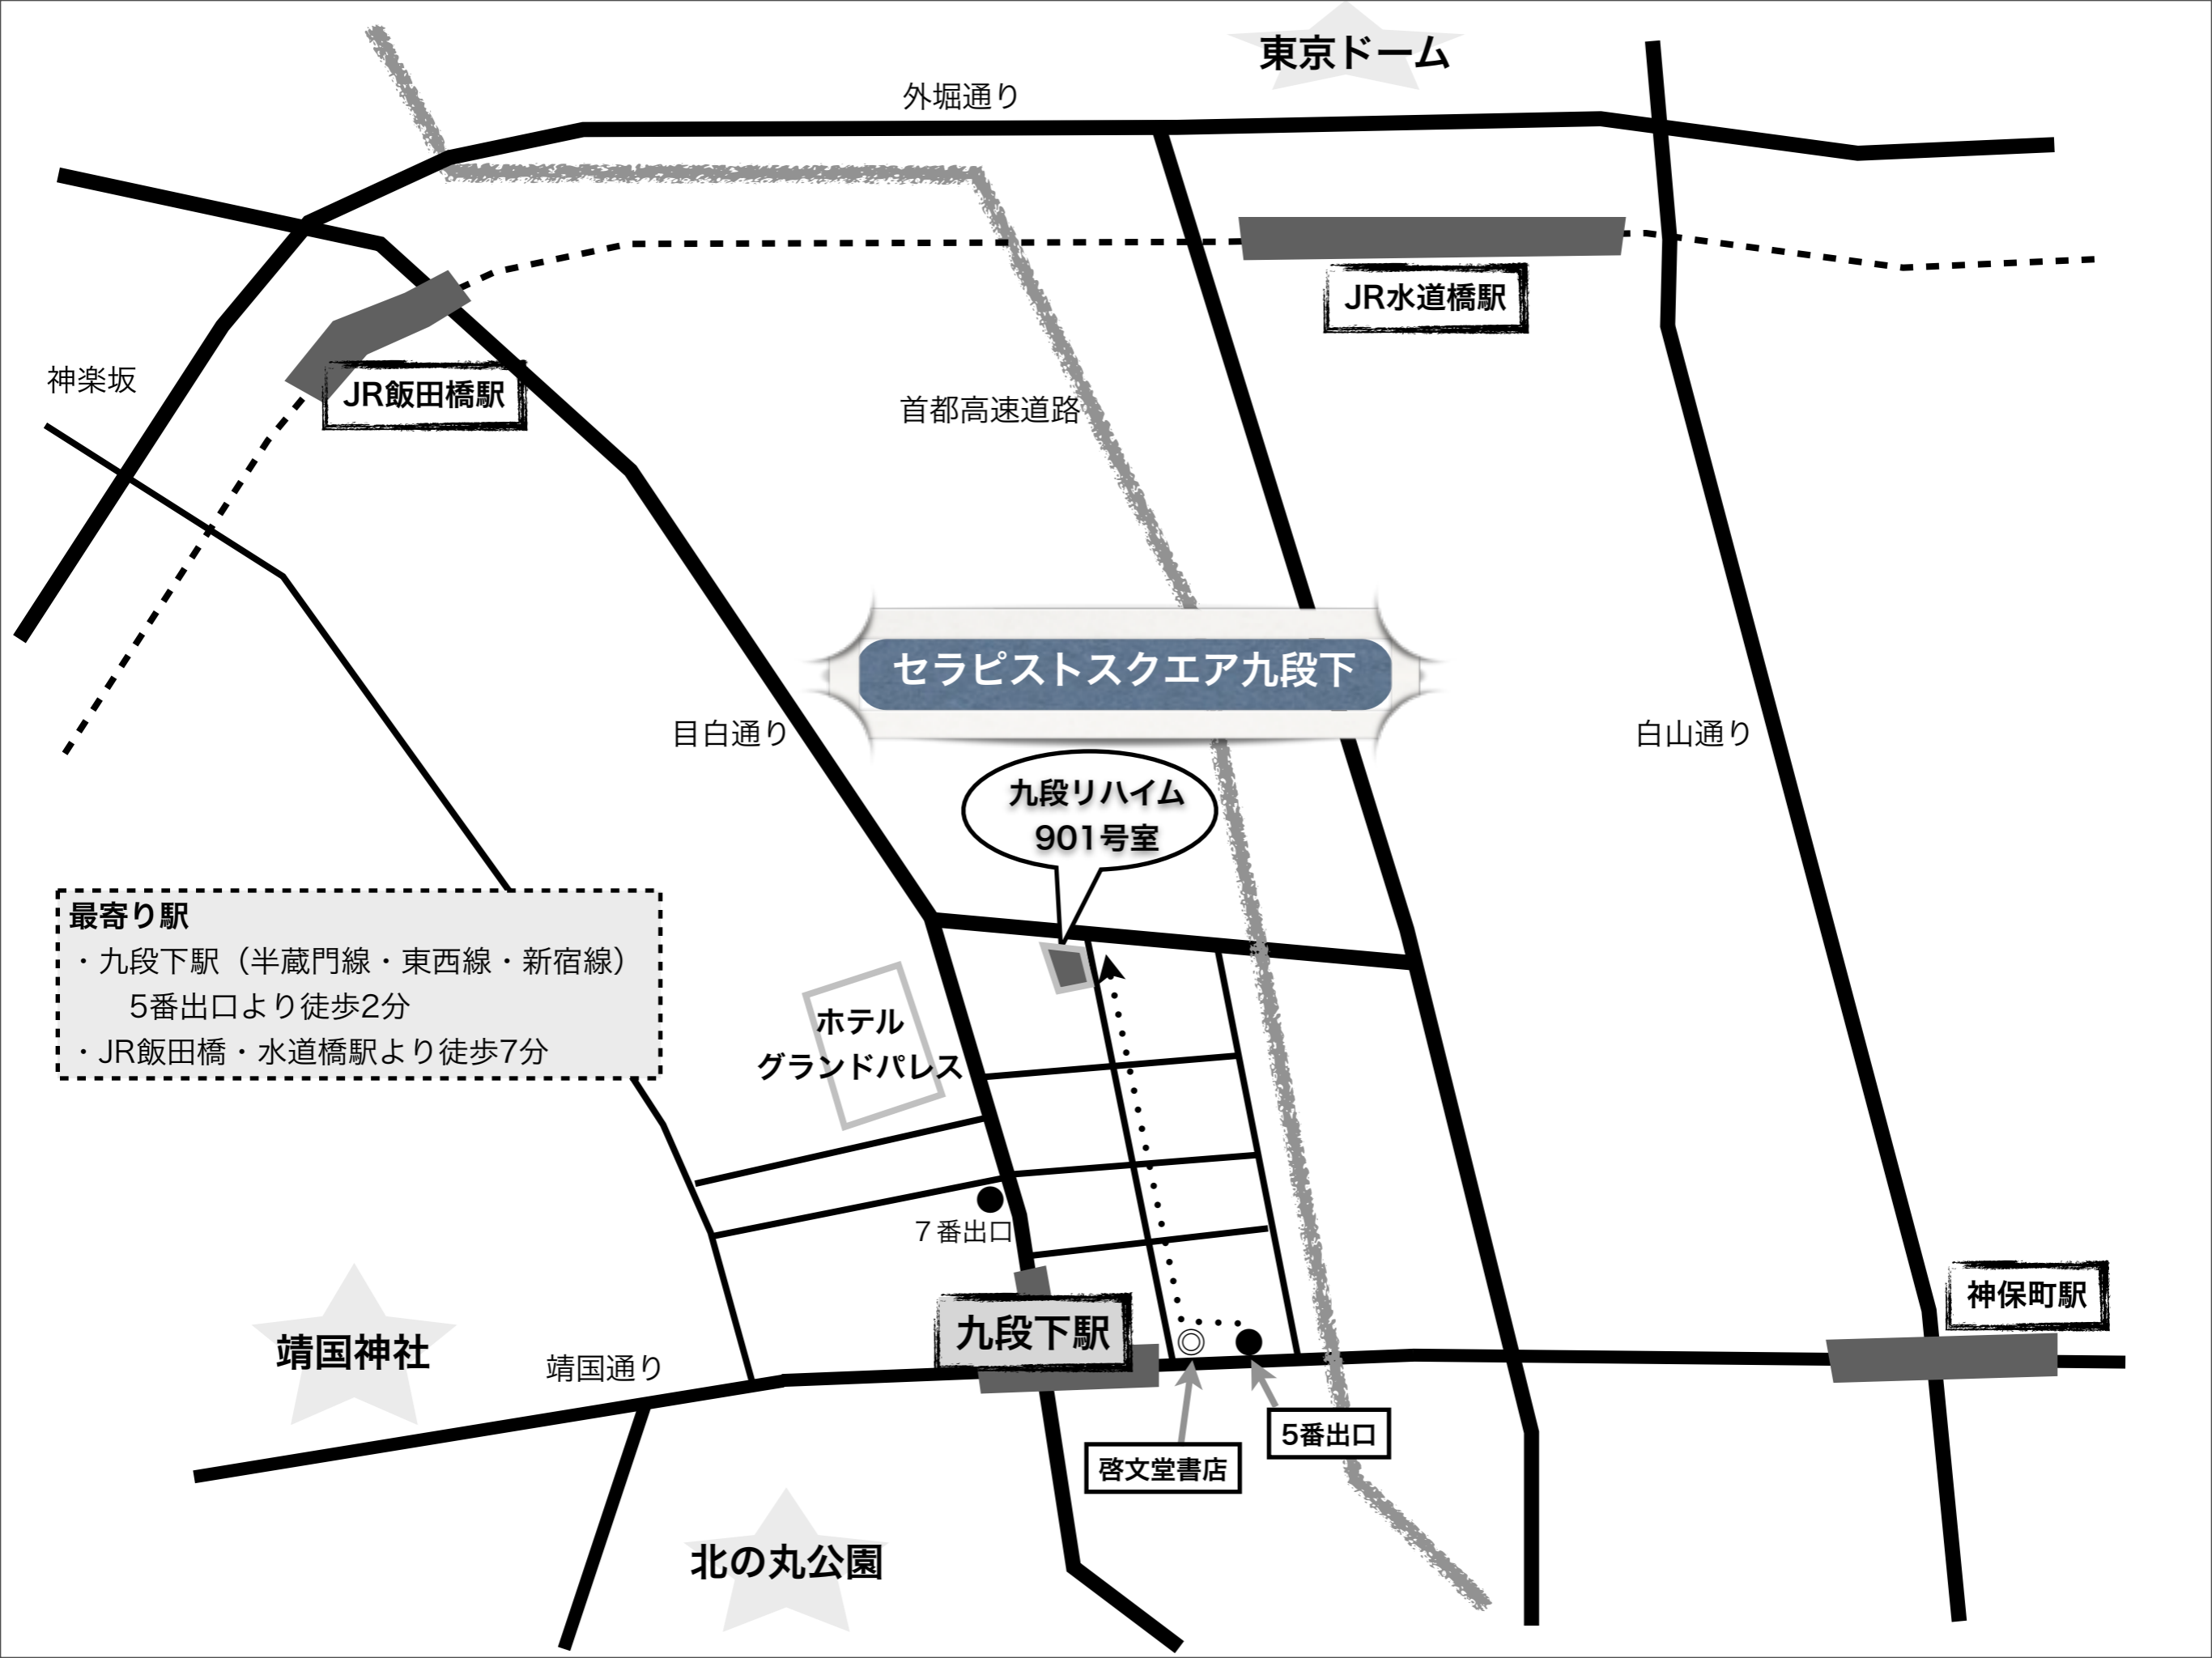 東京ドーム
外堀通り
JR水道橋駅
神楽坂
JR飯田橋駅
首都高速道路
セラピストスクエア九段下
目白通り
白山通り
九段リハイム
901号室
最寄り駅
・九段下駅（半蔵門線・東西線・新宿線）
5番出口より徒歩2分
・JR飯田橋・水道橋駅より徒歩7分
ホテル
グランドパレス
７番出口
神保町駅
九段下駅
靖国神社
靖国通り
5番出口
啓文堂書店
北の丸公園